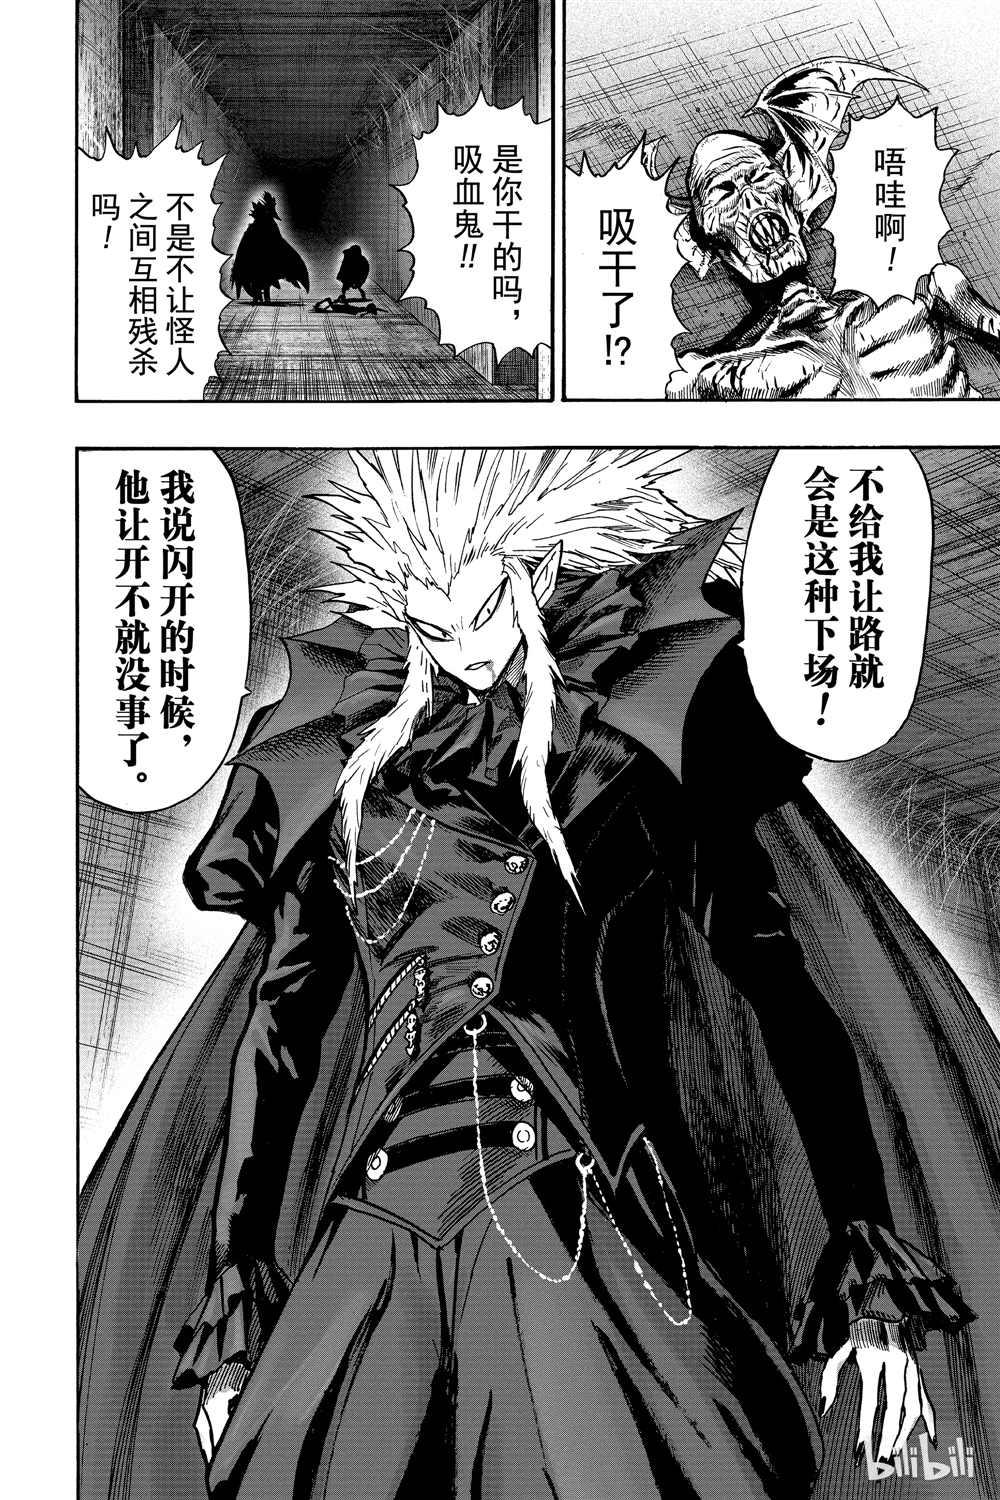 唔哇啊！
吸干了！？
是你干的吗，
吸血鬼！！
不是不让怪人
之间互相残杀
吗！
不给我让路就
会是这种下场！
我说闪开的时候，
他让开不就没事了。
bilibili